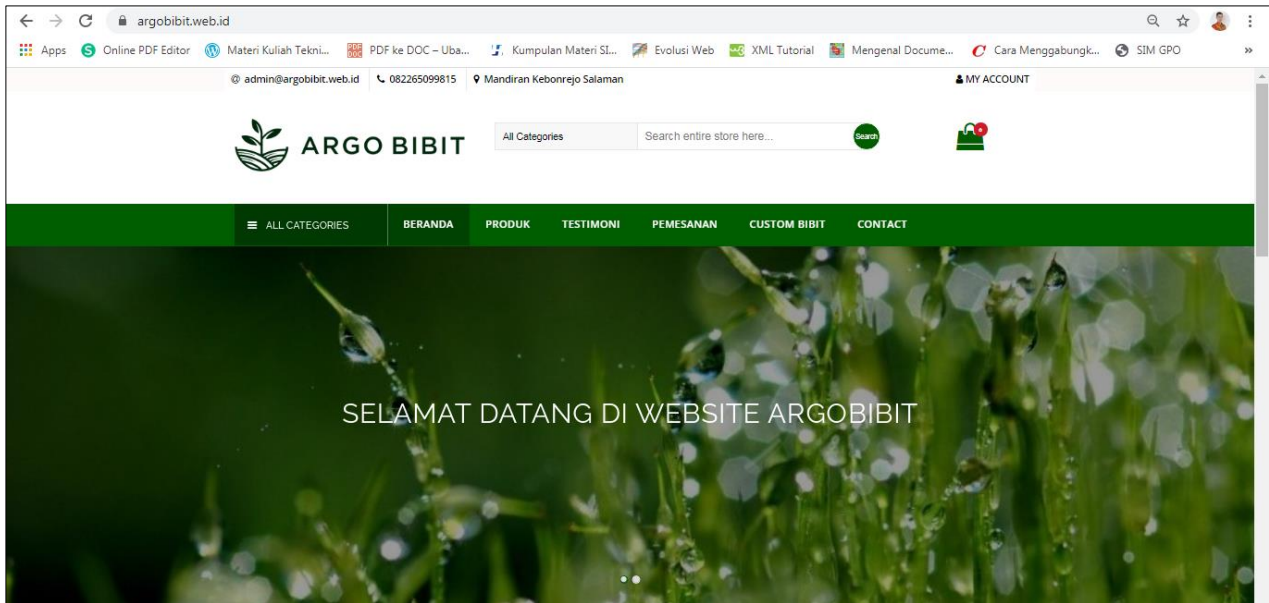 argobibit.web.id
Apps Online PDF Editor Materi Kuliah Tekni... PDF ke DOC – Uba... Kumpulan Materi SI... Evolusi Web XML Tutorial Mengenal Docume... Cara Menggabungk... SIM GPO »
@ admin@argobibit.web.id 082265099815 Mandiran Kebonrejo Salaman MY ACCOUNT
ARGO BIBIT All Categories Search entire store here... Search
ALL CATEGORIES BERANDA PRODUK TESTIMONI PEMESANAN CUSTOM BIBIT CONTACT
SELAMAT DATANG DI WEBSITE ARGOBIBIT